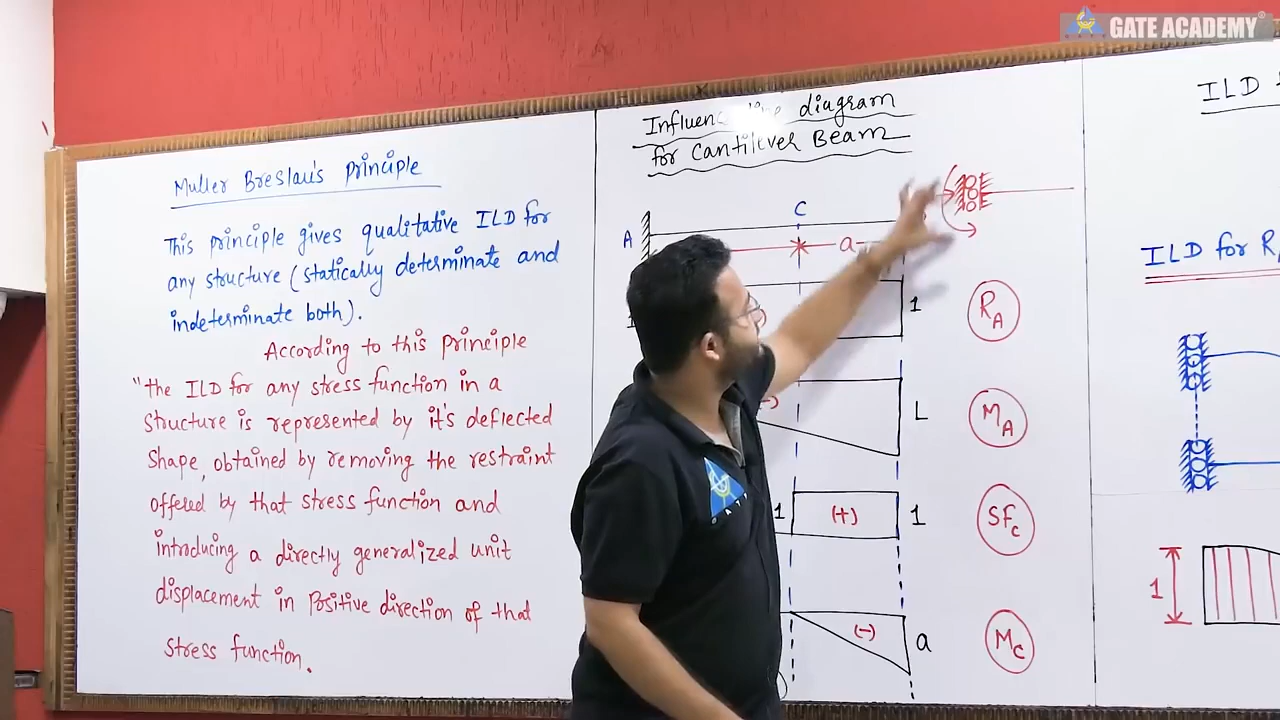 GATE ACADEMY
Muller Breslau's Principle
This principle gives qualitative ILD for
any structure (statically determinate and
indeterminate both).
According to this principle
"the ILD for any stress function in a
structure is represented by it's deflected
shape, obtained by removing the restraint
offered by that stress function and
introducing a directly generalized unit
displacement in positive direction of that
stress function.
diagram
for Cantilever Beam
A
C
a
1
RA
L
MA
1
(+)
1
SFC
(-)
a
MC
ILD
ILD for
1